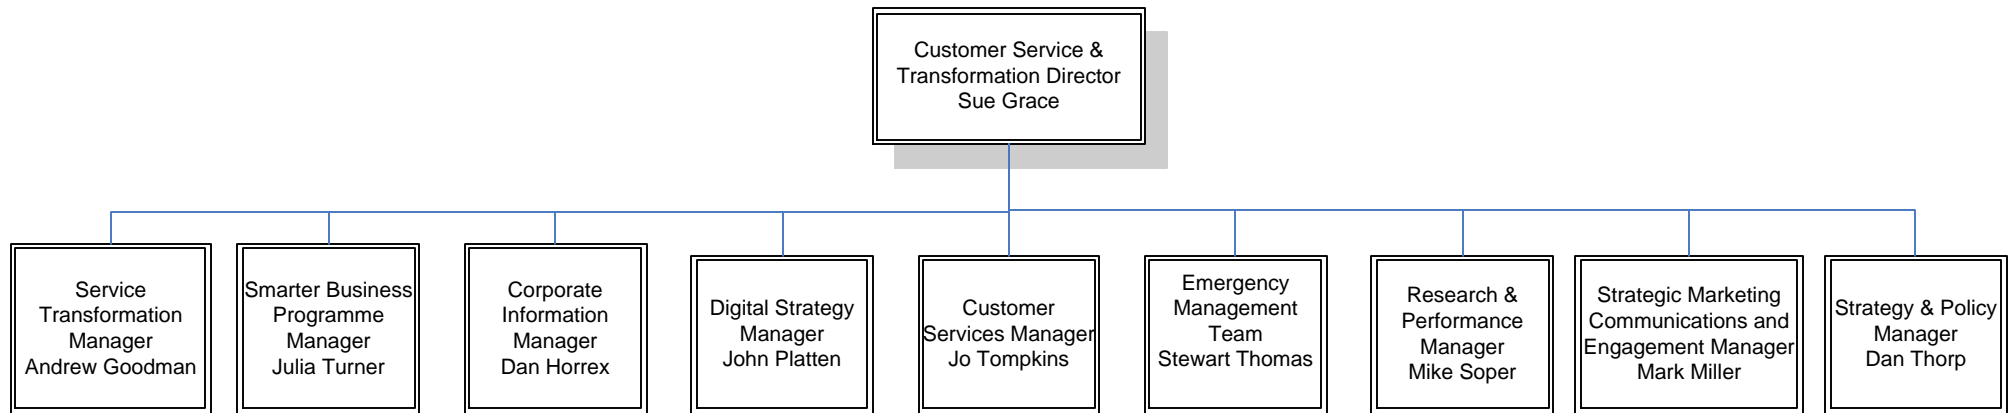 Customer Service &
Transformation Director
Sue Grace
Service
Transformation
Manager
Andrew Goodman
Smarter Business
Programme
Manager
Julia Turner
Corporate
Information
Manager
Dan Horrex
Digital Strategy
Manager
John Platten
Customer
Services Manager
Jo Tompkins
Emergency
Management
Team
Stewart Thomas
Research &
Performance
Manager
Mike Soper
Strategic Marketing
Communications and
Engagement Manager
Mark Miller
Strategy & Policy
Manager
Dan Thorp